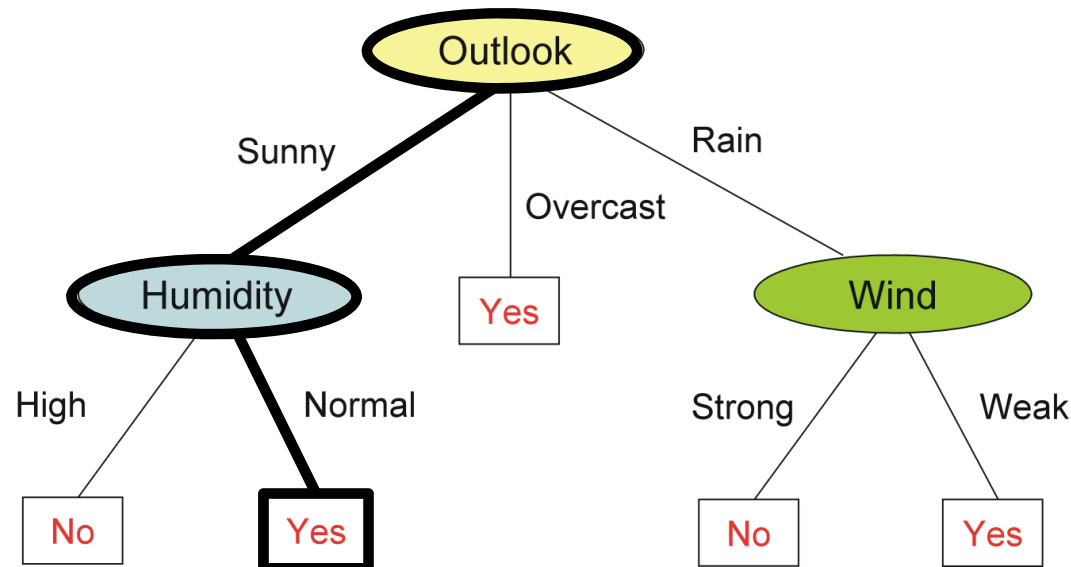 Outlook
Sunny
Rain
Overcast
Humidity
Yes
Wind
High
Normal
Strong
Weak
No
Yes
No
Yes